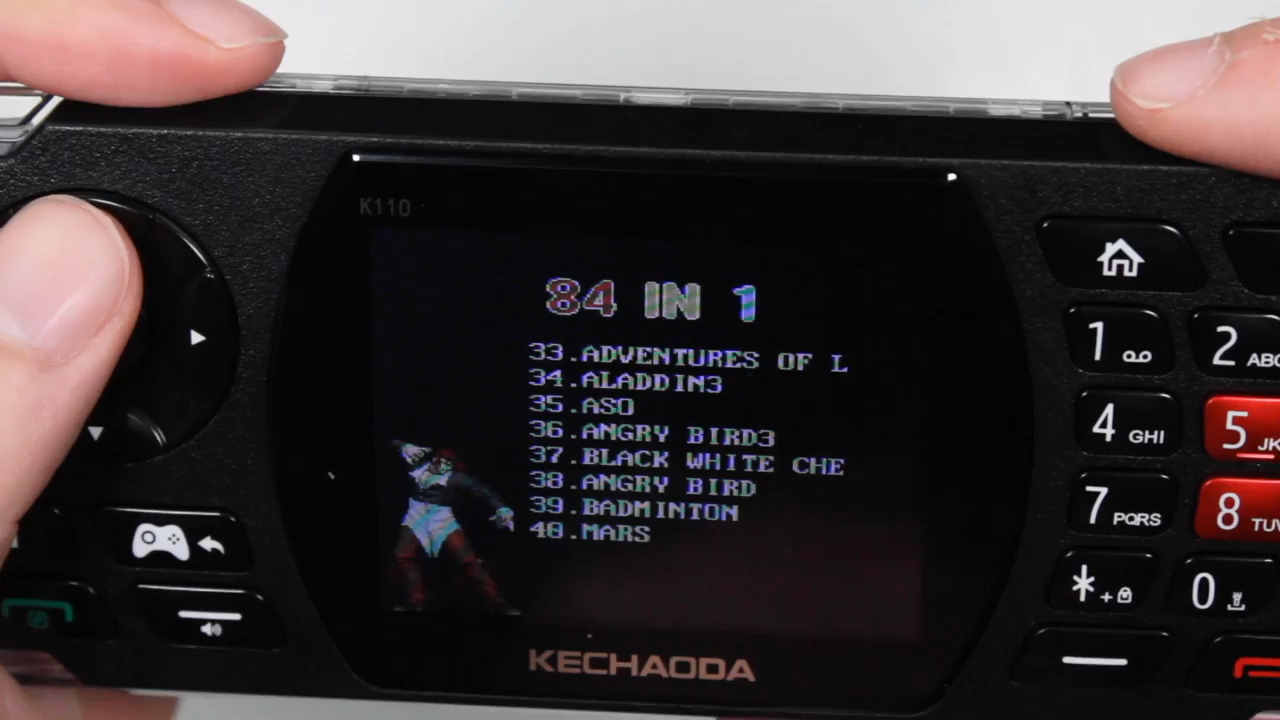 K110
84 IN 1
33.ADVENTURES OF L
34.ALADDIN3
35.ASO
36.ANGRY BIRD3
37.BLACK WHITE CHE
38.ANGRY BIRD
39.BADMINTON
40.MARS
KECHAODA
1
2 ABC
4 GHI
5 JK
7 PQRS
8 TUV
*+
0